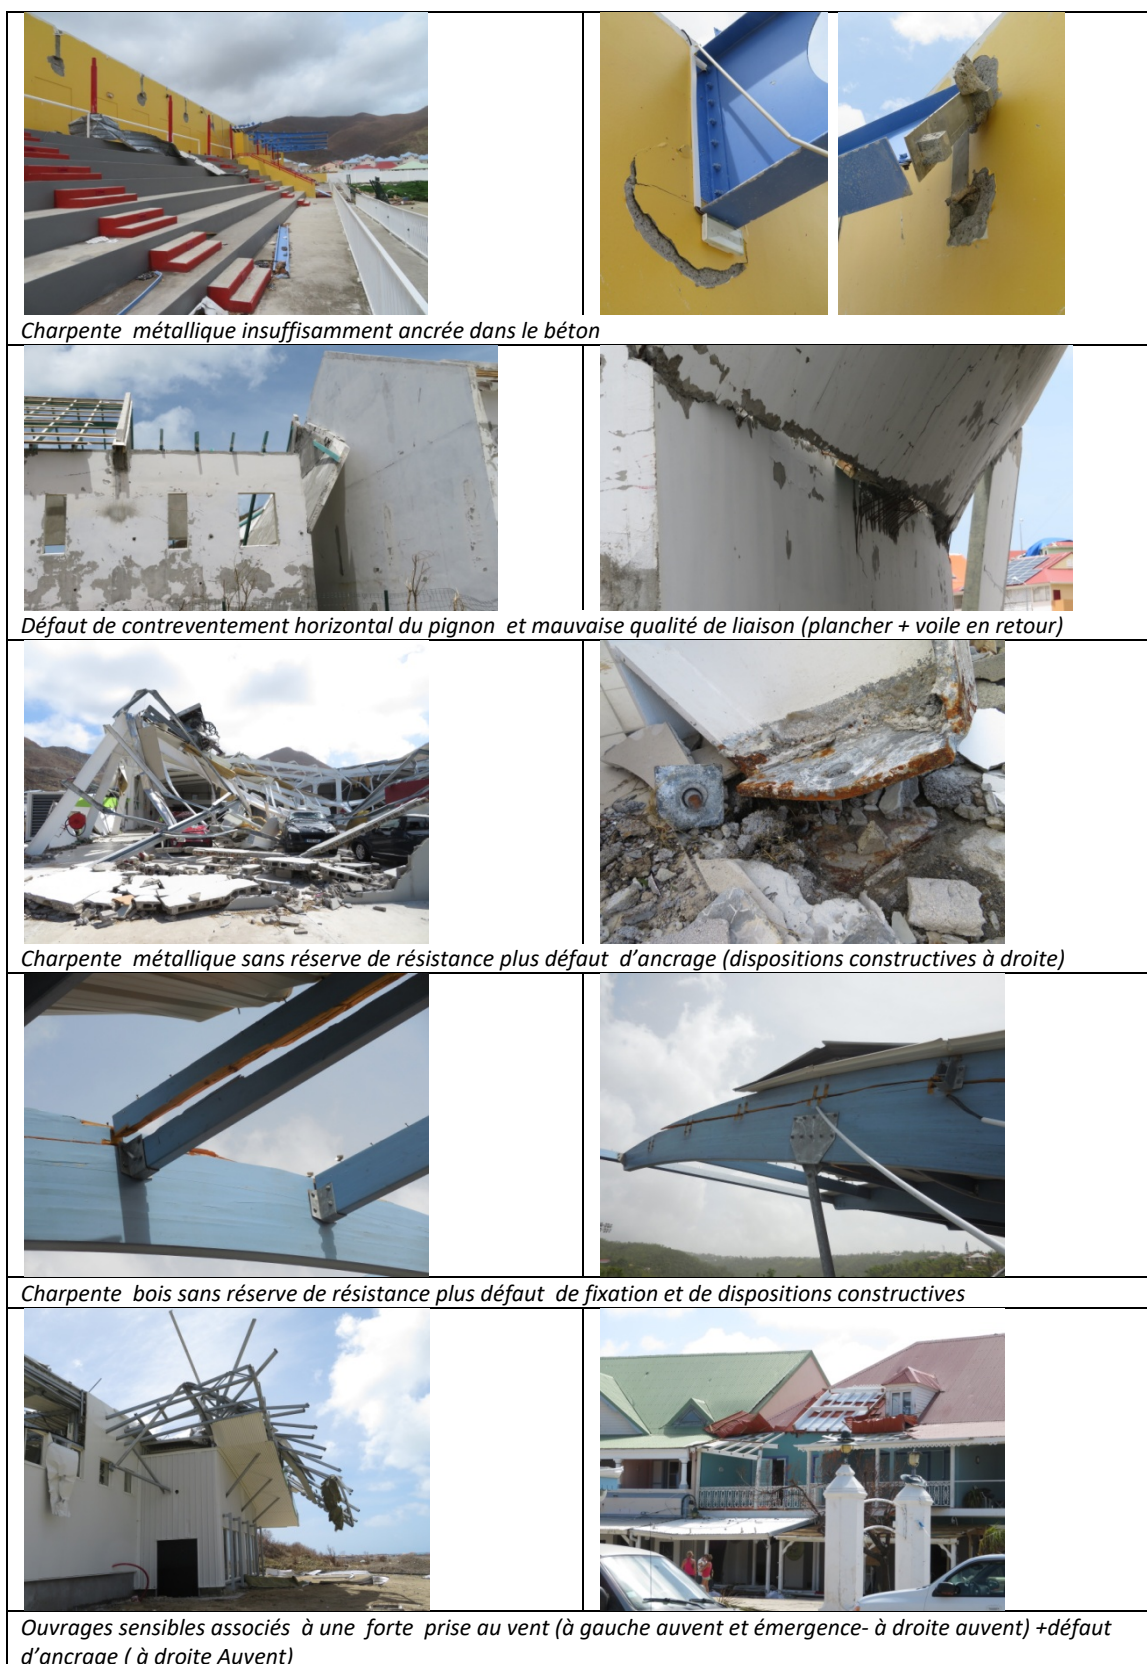 Charpente métallique insuffisamment ancrée dans le béton
Défaut de contreventement horizontal du pignon et mauvaise qualité de liaison (plancher + voile en retour)
Charpente métallique sans réserve de résistance plus défaut d’ancrage (dispositions constructives à droite)
Charpente bois sans réserve de résistance plus défaut de fixation et de dispositions constructives
Ouvrages sensibles associés à une forte prise au vent (à gauche auvent et émergence- à droite auvent) +défaut
d’ancrage ( à droite Auvent)